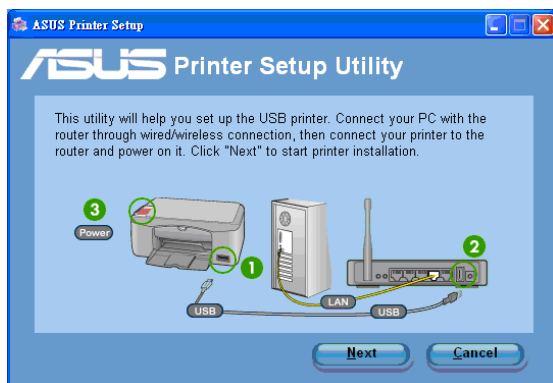 ASUS Printer Setup
ASUS Printer Setup Utility
This utility will help you set up the USB printer. Connect your PC with the
router through wired/wireless connection, then connect your printer to the
router and power on it. Click "Next" to start printer installation.
3
Power
1
2
LAN
USB
USB
Next
Cancel